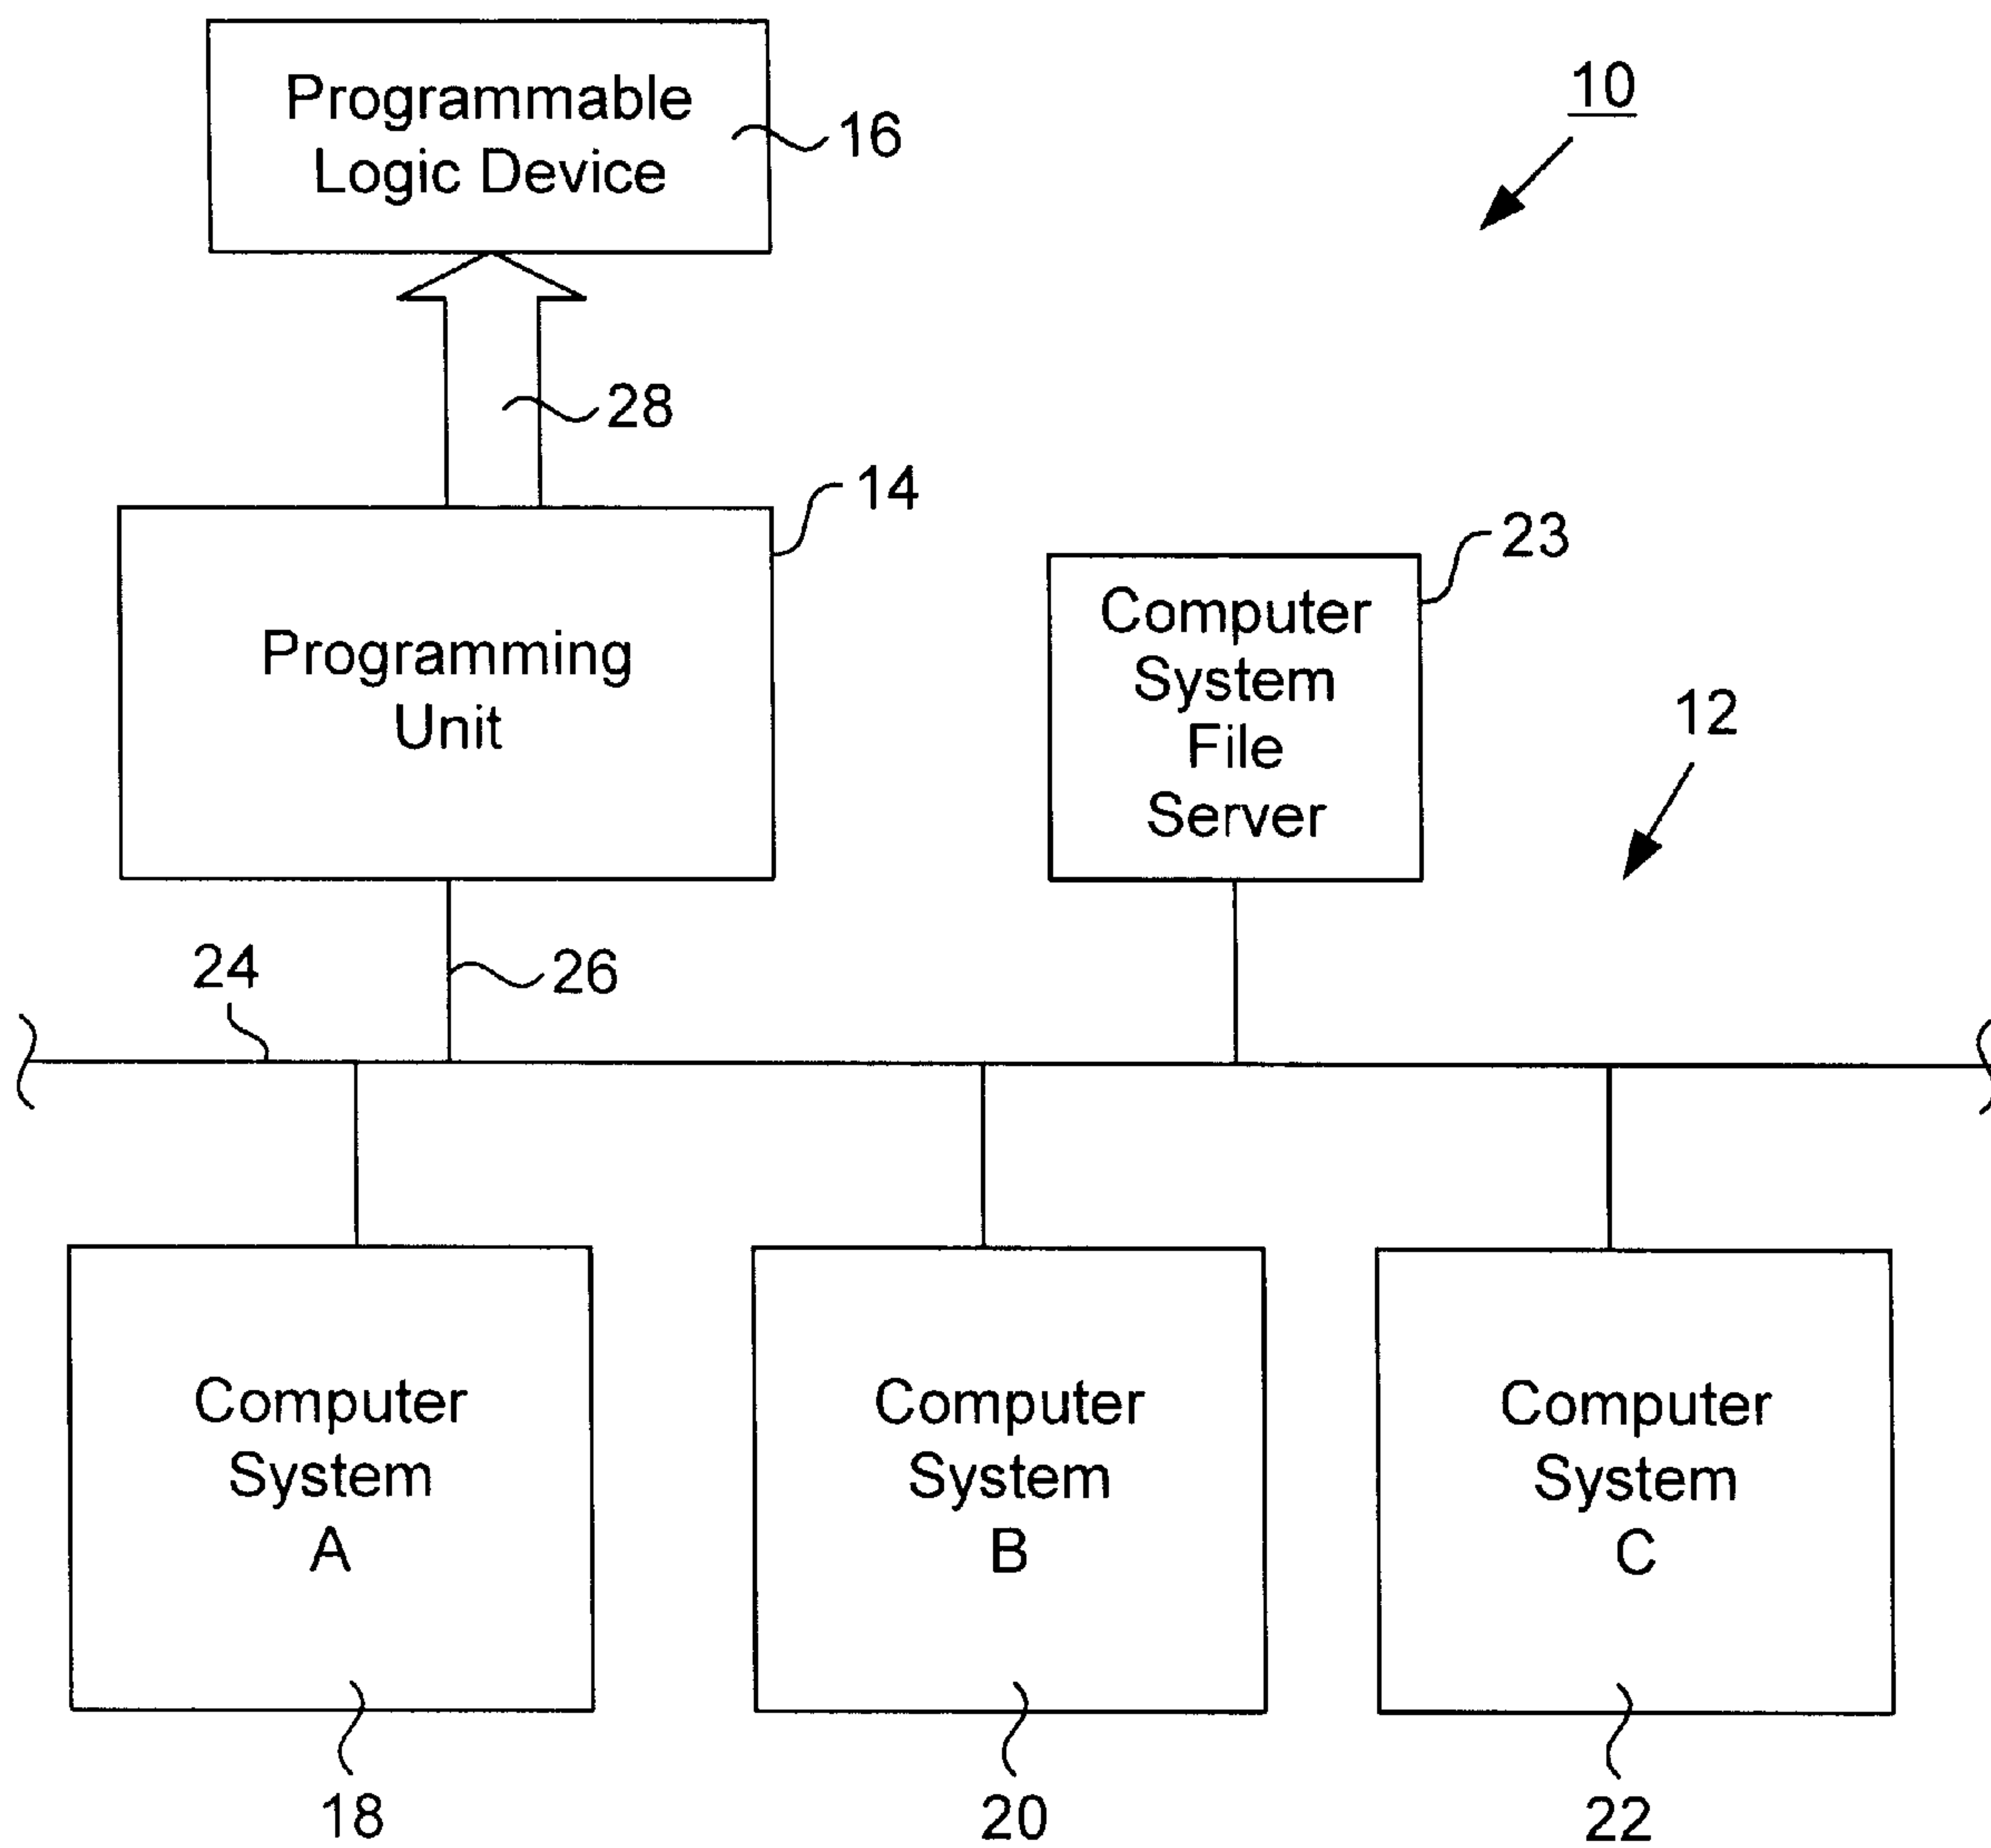 Programmable
Logic Device
16
10
28
14
Programming
Unit
23
Computer
System
File
Server
12
24
26
Computer
System
A
Computer
System
B
Computer
System
C
18
20
22